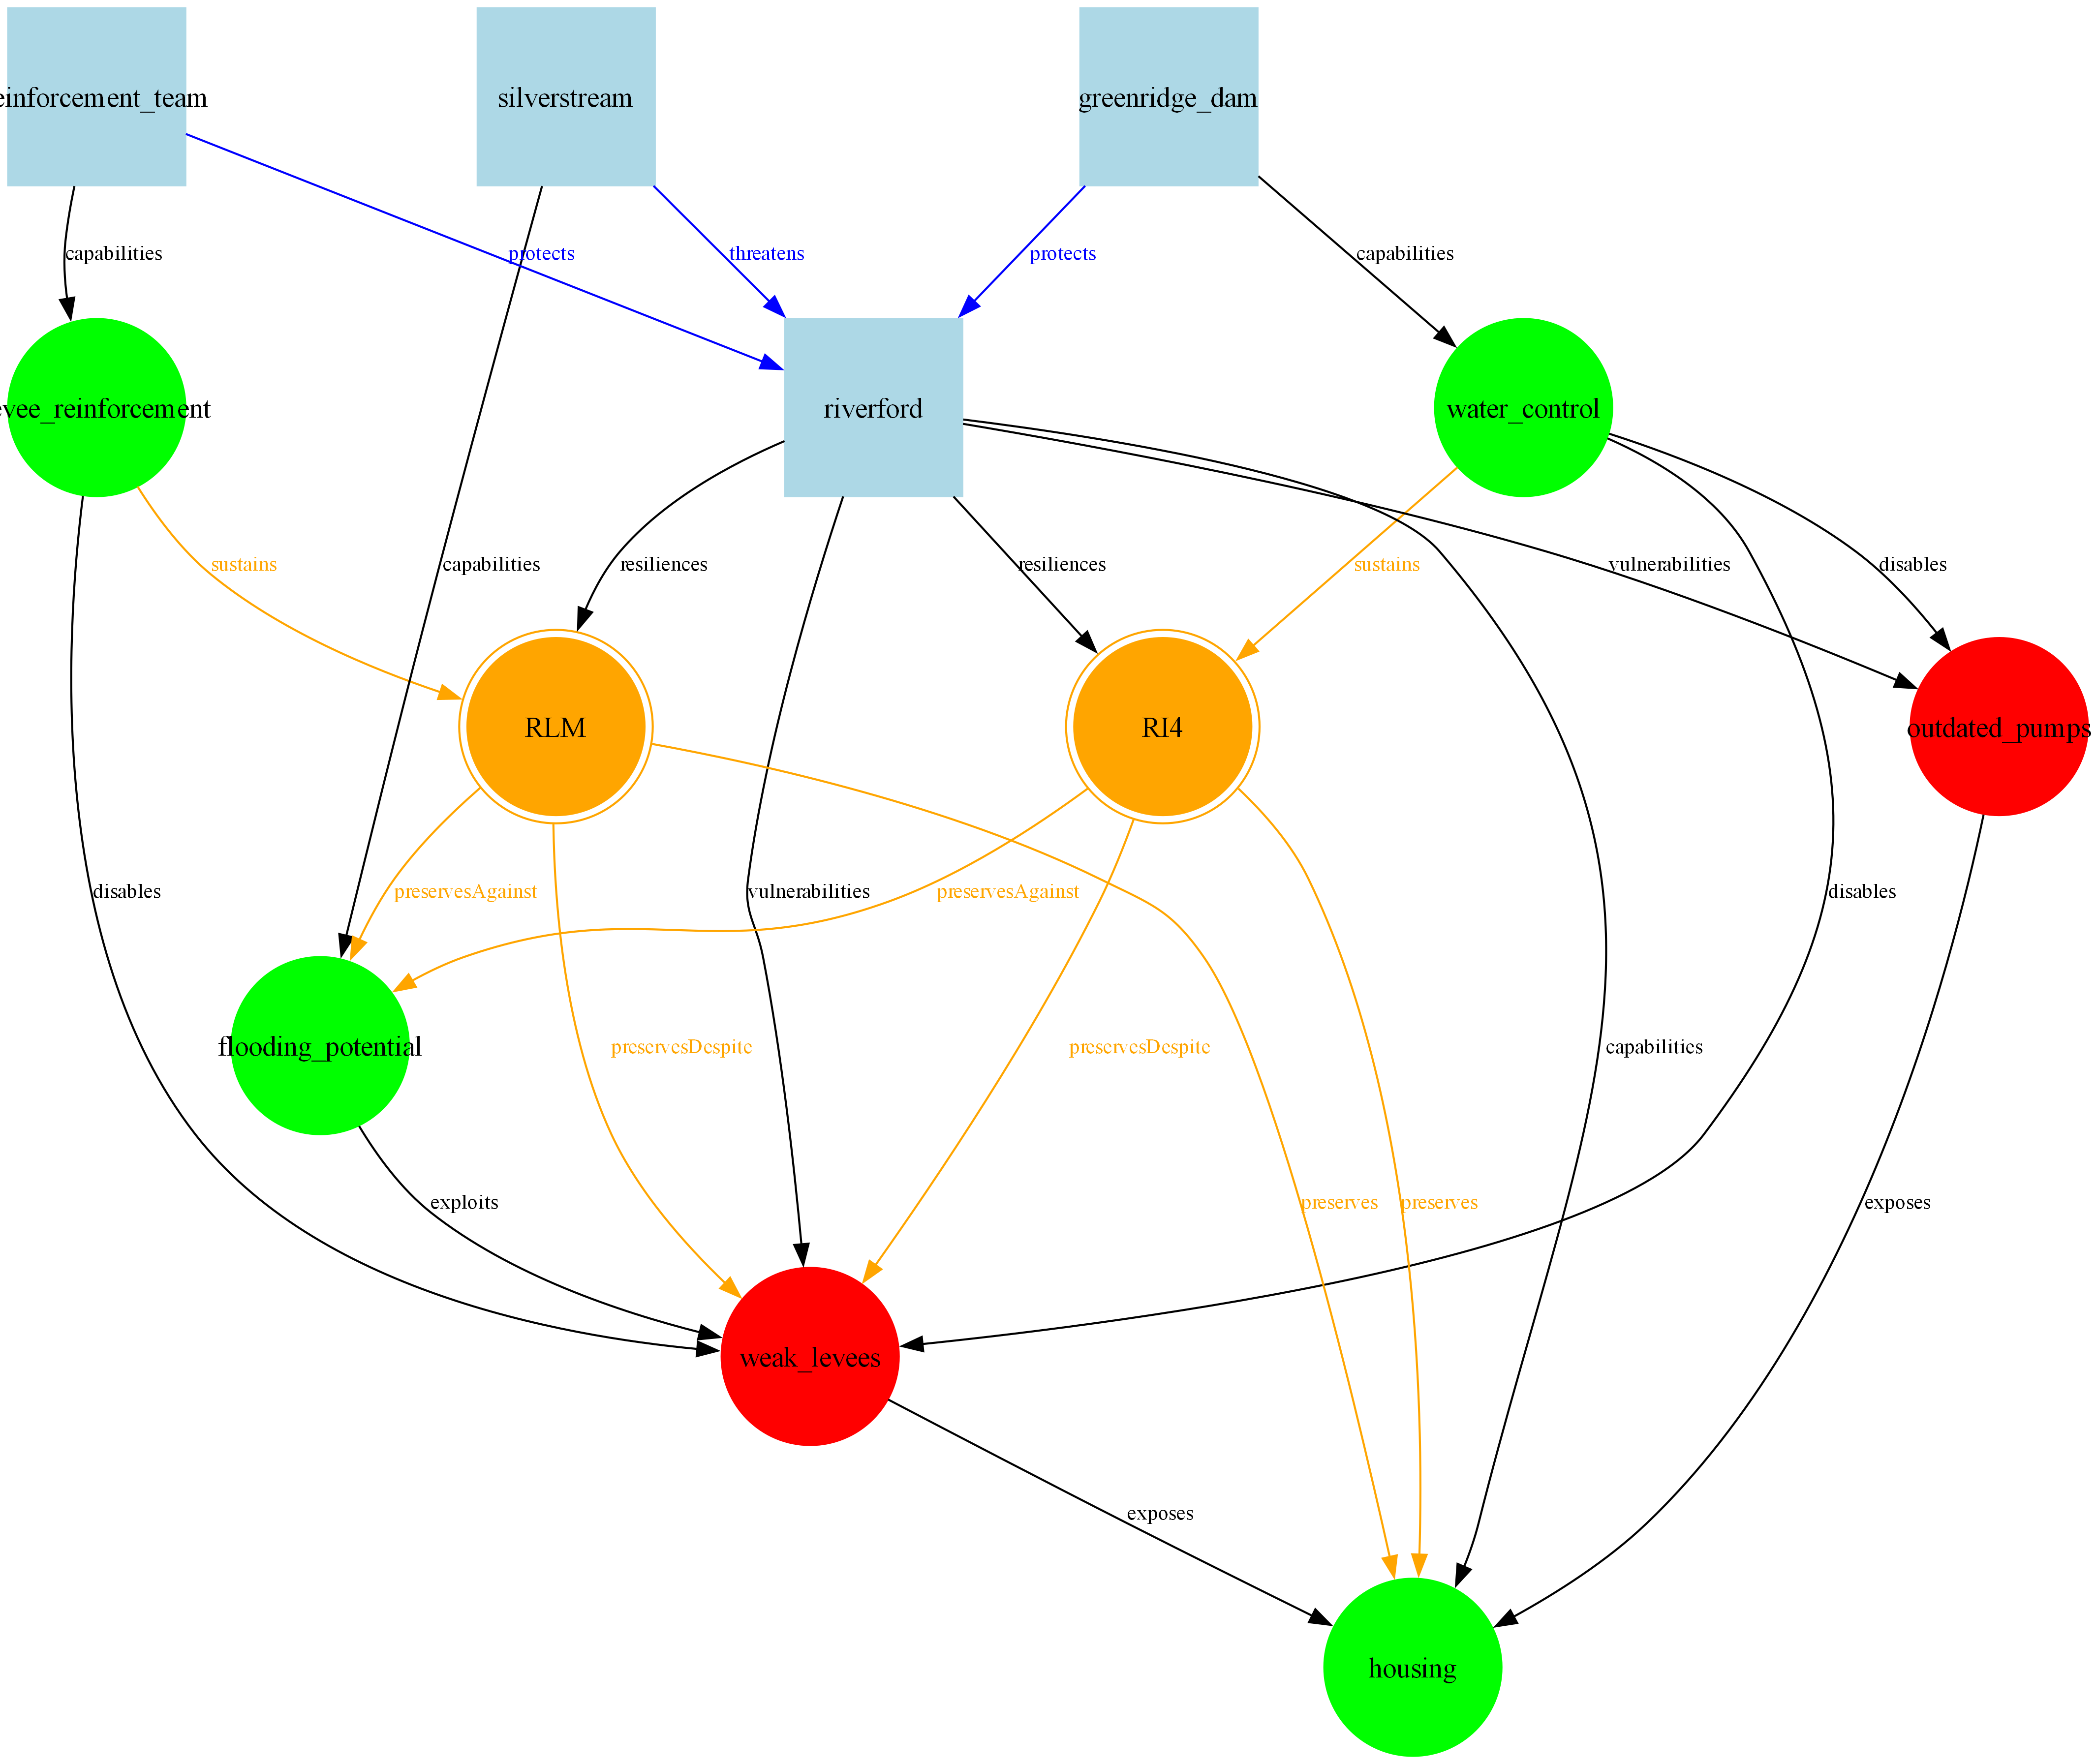 einforcement_team
silverstream
greenridge_dam
capabilities
protects
threatens
protects
capabilities
evee_reinforcement
riverford
water_control
sustains
capabilities
resiliences
resiliences
sustains
vulnerabilities
disables
RLM
RI4
outdated_pumps
disables
preservesAgainst
vulnerabilities
preservesAgainst
disables
flooding_potential
preservesDespite
preservesDespite
capabilities
exploits
preserves
preserves
exposes
weak_levees
exposes
housing